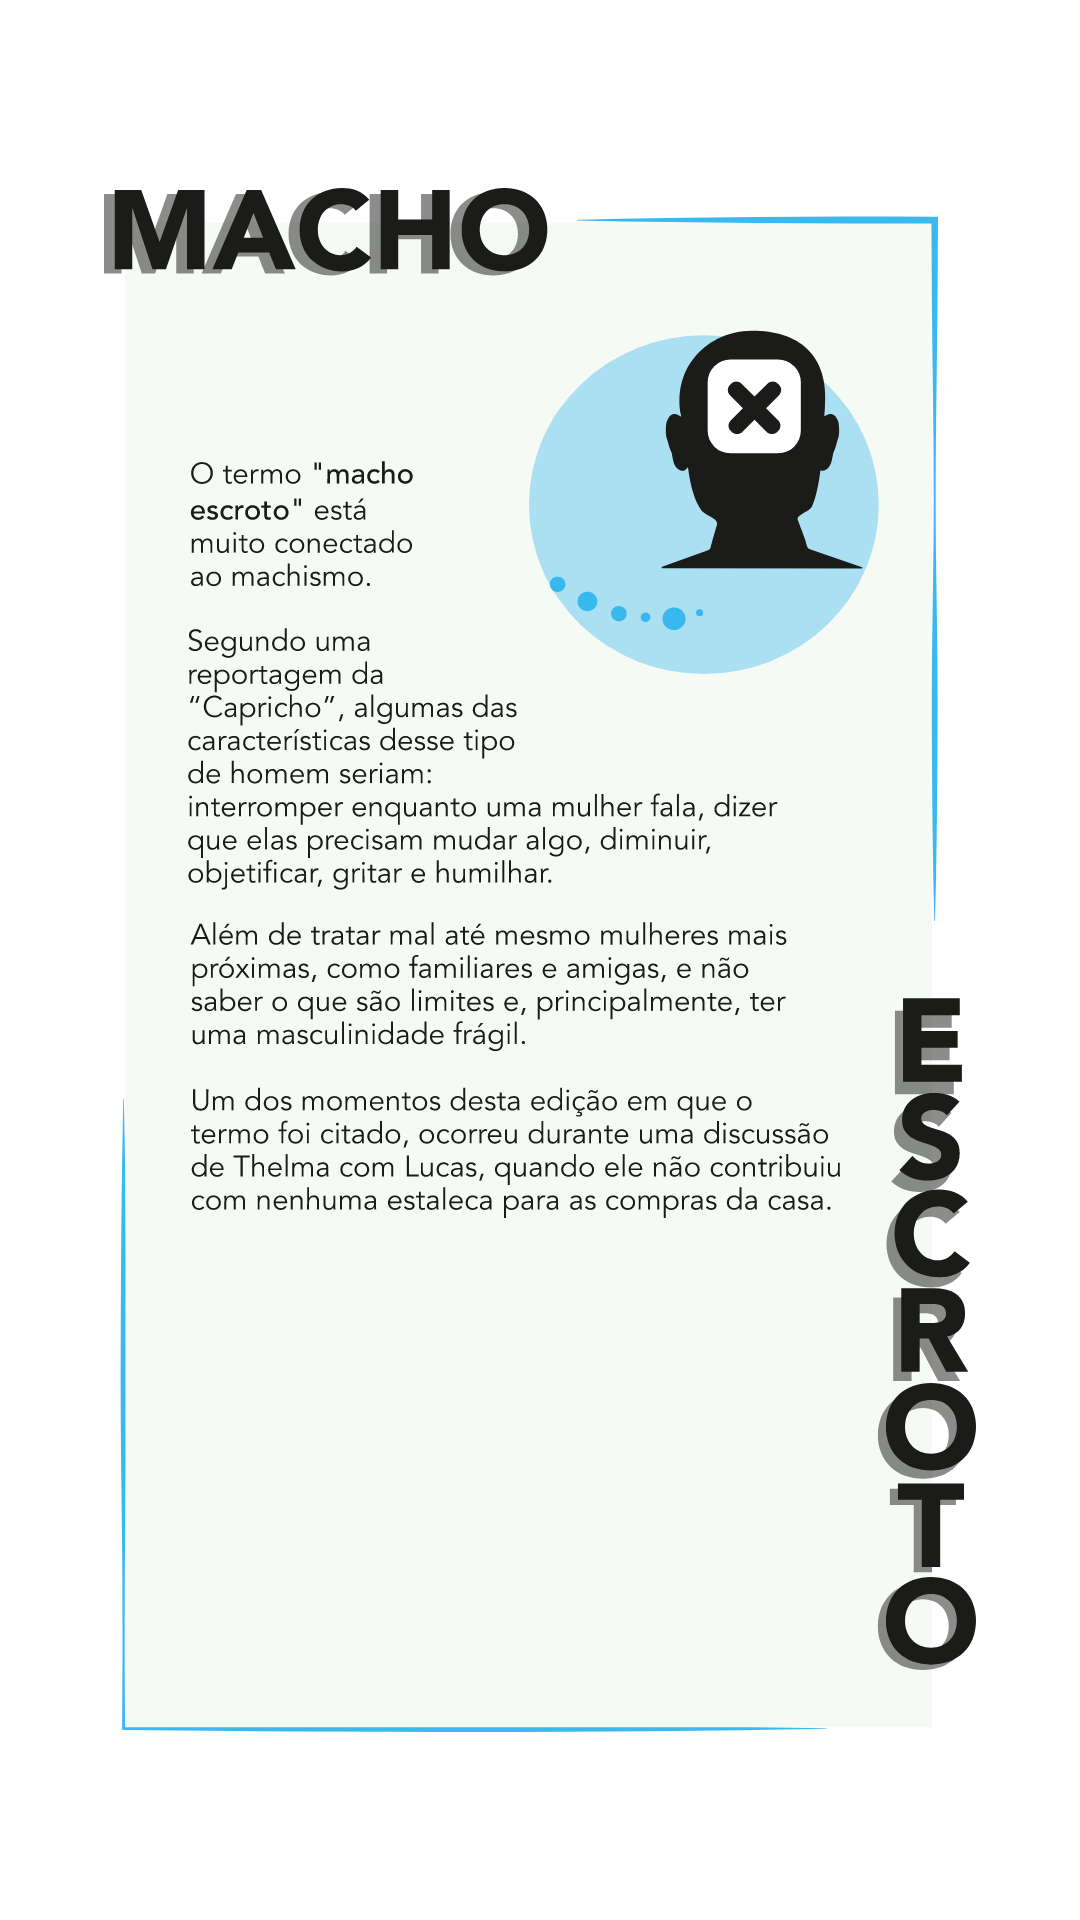 MACHO
O termo "macho
escroto" está
muito conectado
ao machismo.
Segundo uma
reportagem da
“Capricho”, algumas das
características desse tipo
de homem seriam:
interromper enquanto uma mulher fala, dizer
que elas precisam mudar algo, diminuir,
objetificar, gritar e humilhar.
Além de tratar mal até mesmo mulheres mais
próximas, como familiares e amigas, e não
saber o que são limites e, principalmente, ter
uma masculinidade frágil.
Um dos momentos desta edição em que o
termo foi citado, ocorreu durante uma discussão
de Thelma com Lucas, quando ele não contribuiu
com nenhuma estaleca para as compras da casa.
ESCROTO